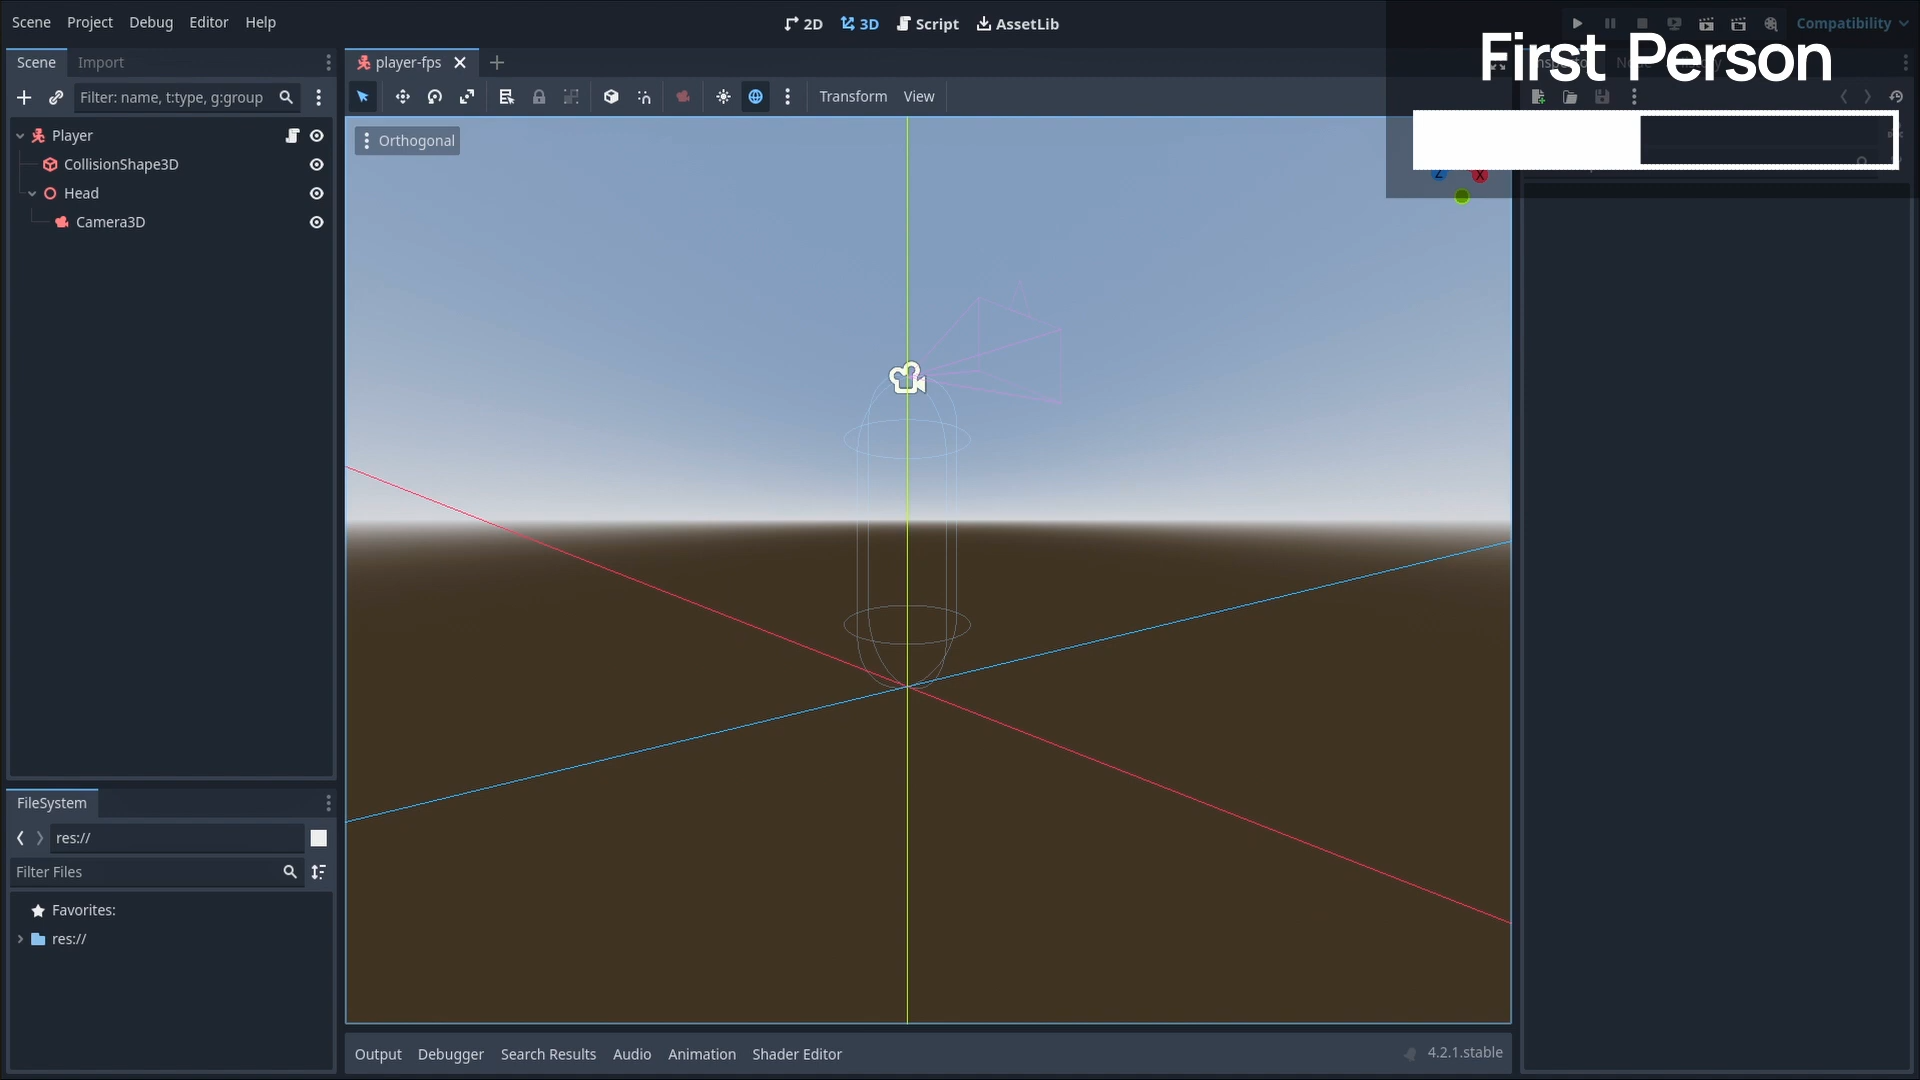 Scene Project Debug Editor Help
2D 3D Script AssetLib
Compatibility
First Person
Scene Import
player-fps
Filter: name, t:type, g:group
Transform View
Player
CollisionShape3D
Head
Camera3D
Orthogonal
Z X
FileSystem
res://
Filter Files
Favorites:
res://
Output Debugger Search Results Audio Animation Shader Editor
4.2.1.stable